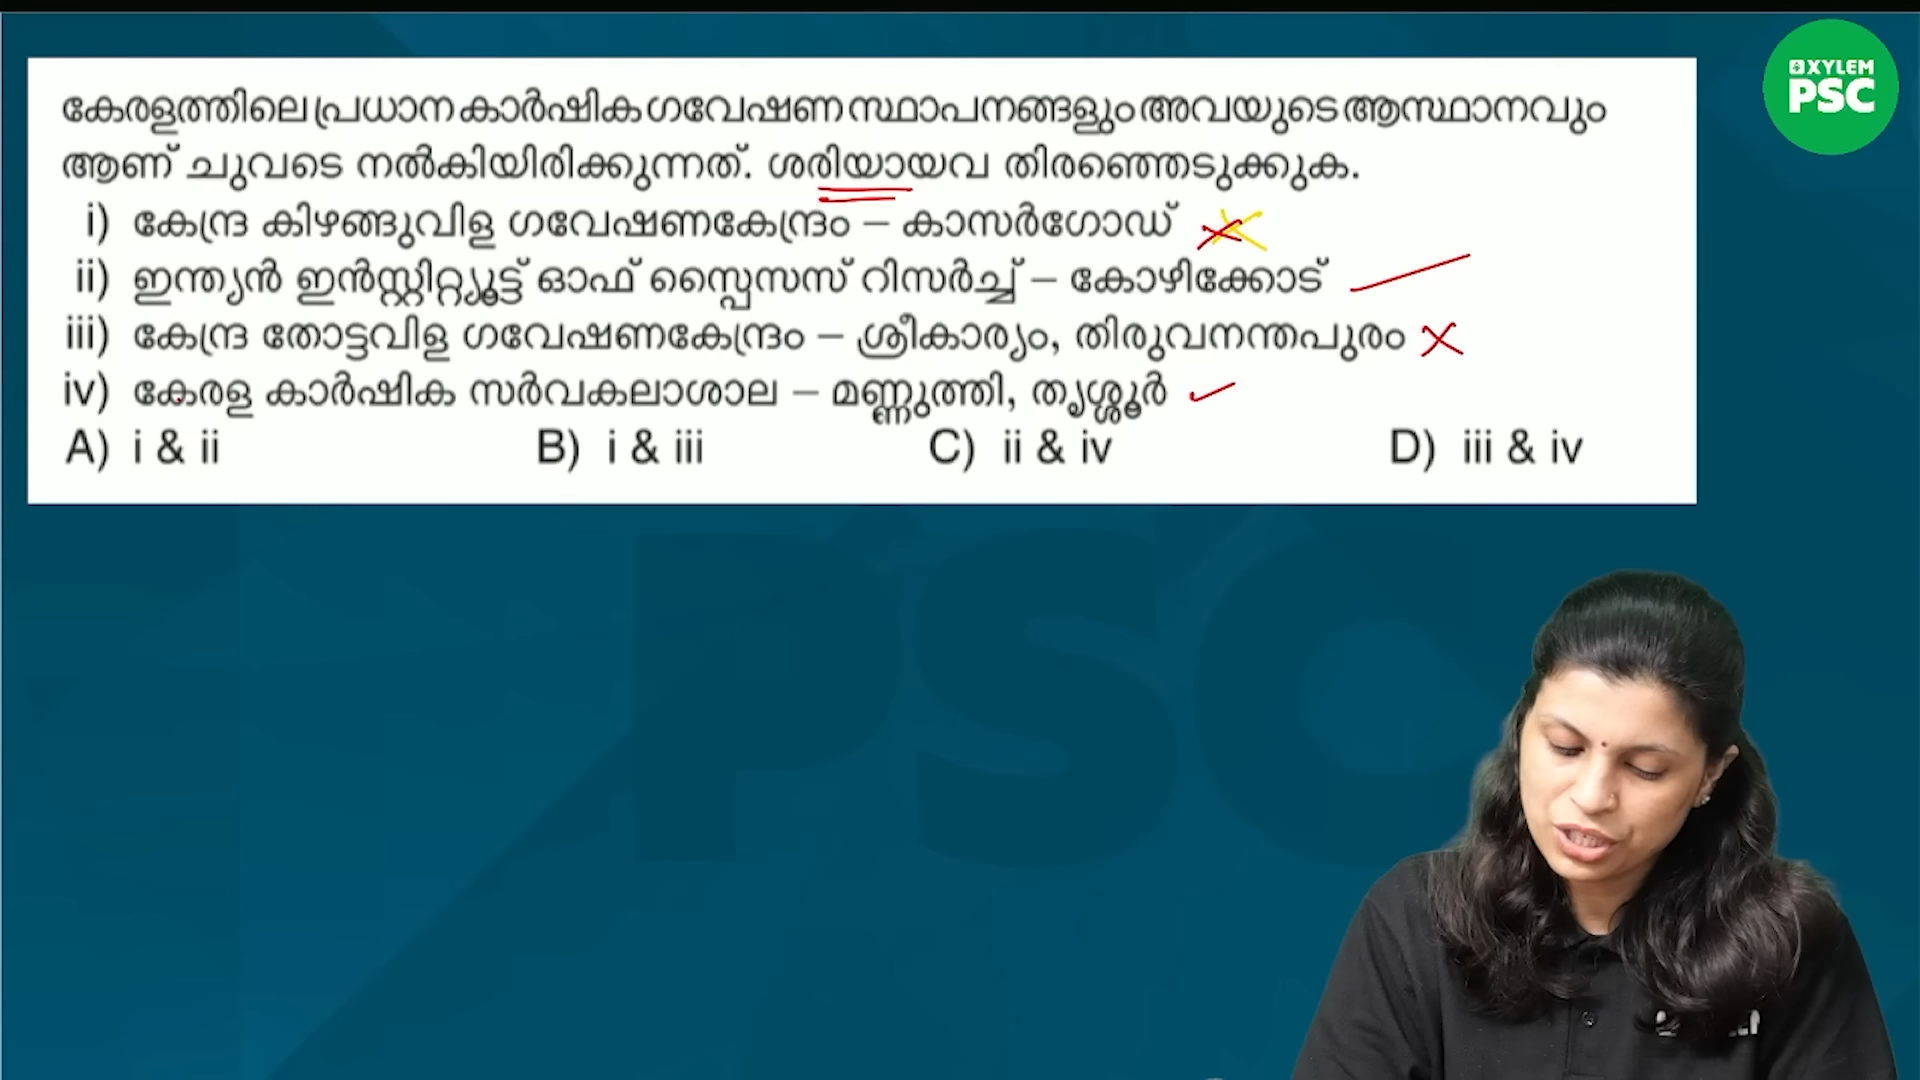 കേരളത്തിലെ പ്രധാന കാർഷിക ഗവേഷണ സ്ഥാപനങ്ങളും അവയുടെ ആസ്ഥാനവും
ആണ് ചുവടെ നൽകിയിരിക്കുന്നത്. ശരിയായവ തിരഞ്ഞെടുക്കുക.
i) കേന്ദ്ര കിഴങ്ങുവിള ഗവേഷണകേന്ദ്രം – കാസർഗോഡ്
ii) ഇന്ത്യൻ ഇൻസ്റ്റിറ്റ്യൂട്ട് ഓഫ് സ്പൈസസ് റിസർച്ച് – കോഴിക്കോട്
iii) കേന്ദ്ര തോട്ടവിള ഗവേഷണകേന്ദ്രം – ശ്രീകാര്യം, തിരുവനന്തപുരം
iv) കേരള കാർഷിക സർവകലാശാല – മണ്ണുത്തി, തൃശ്ശൂർ
A) i & ii B) i & iii C) ii & iv D) iii & iv
XYLEM
PSC
PSC